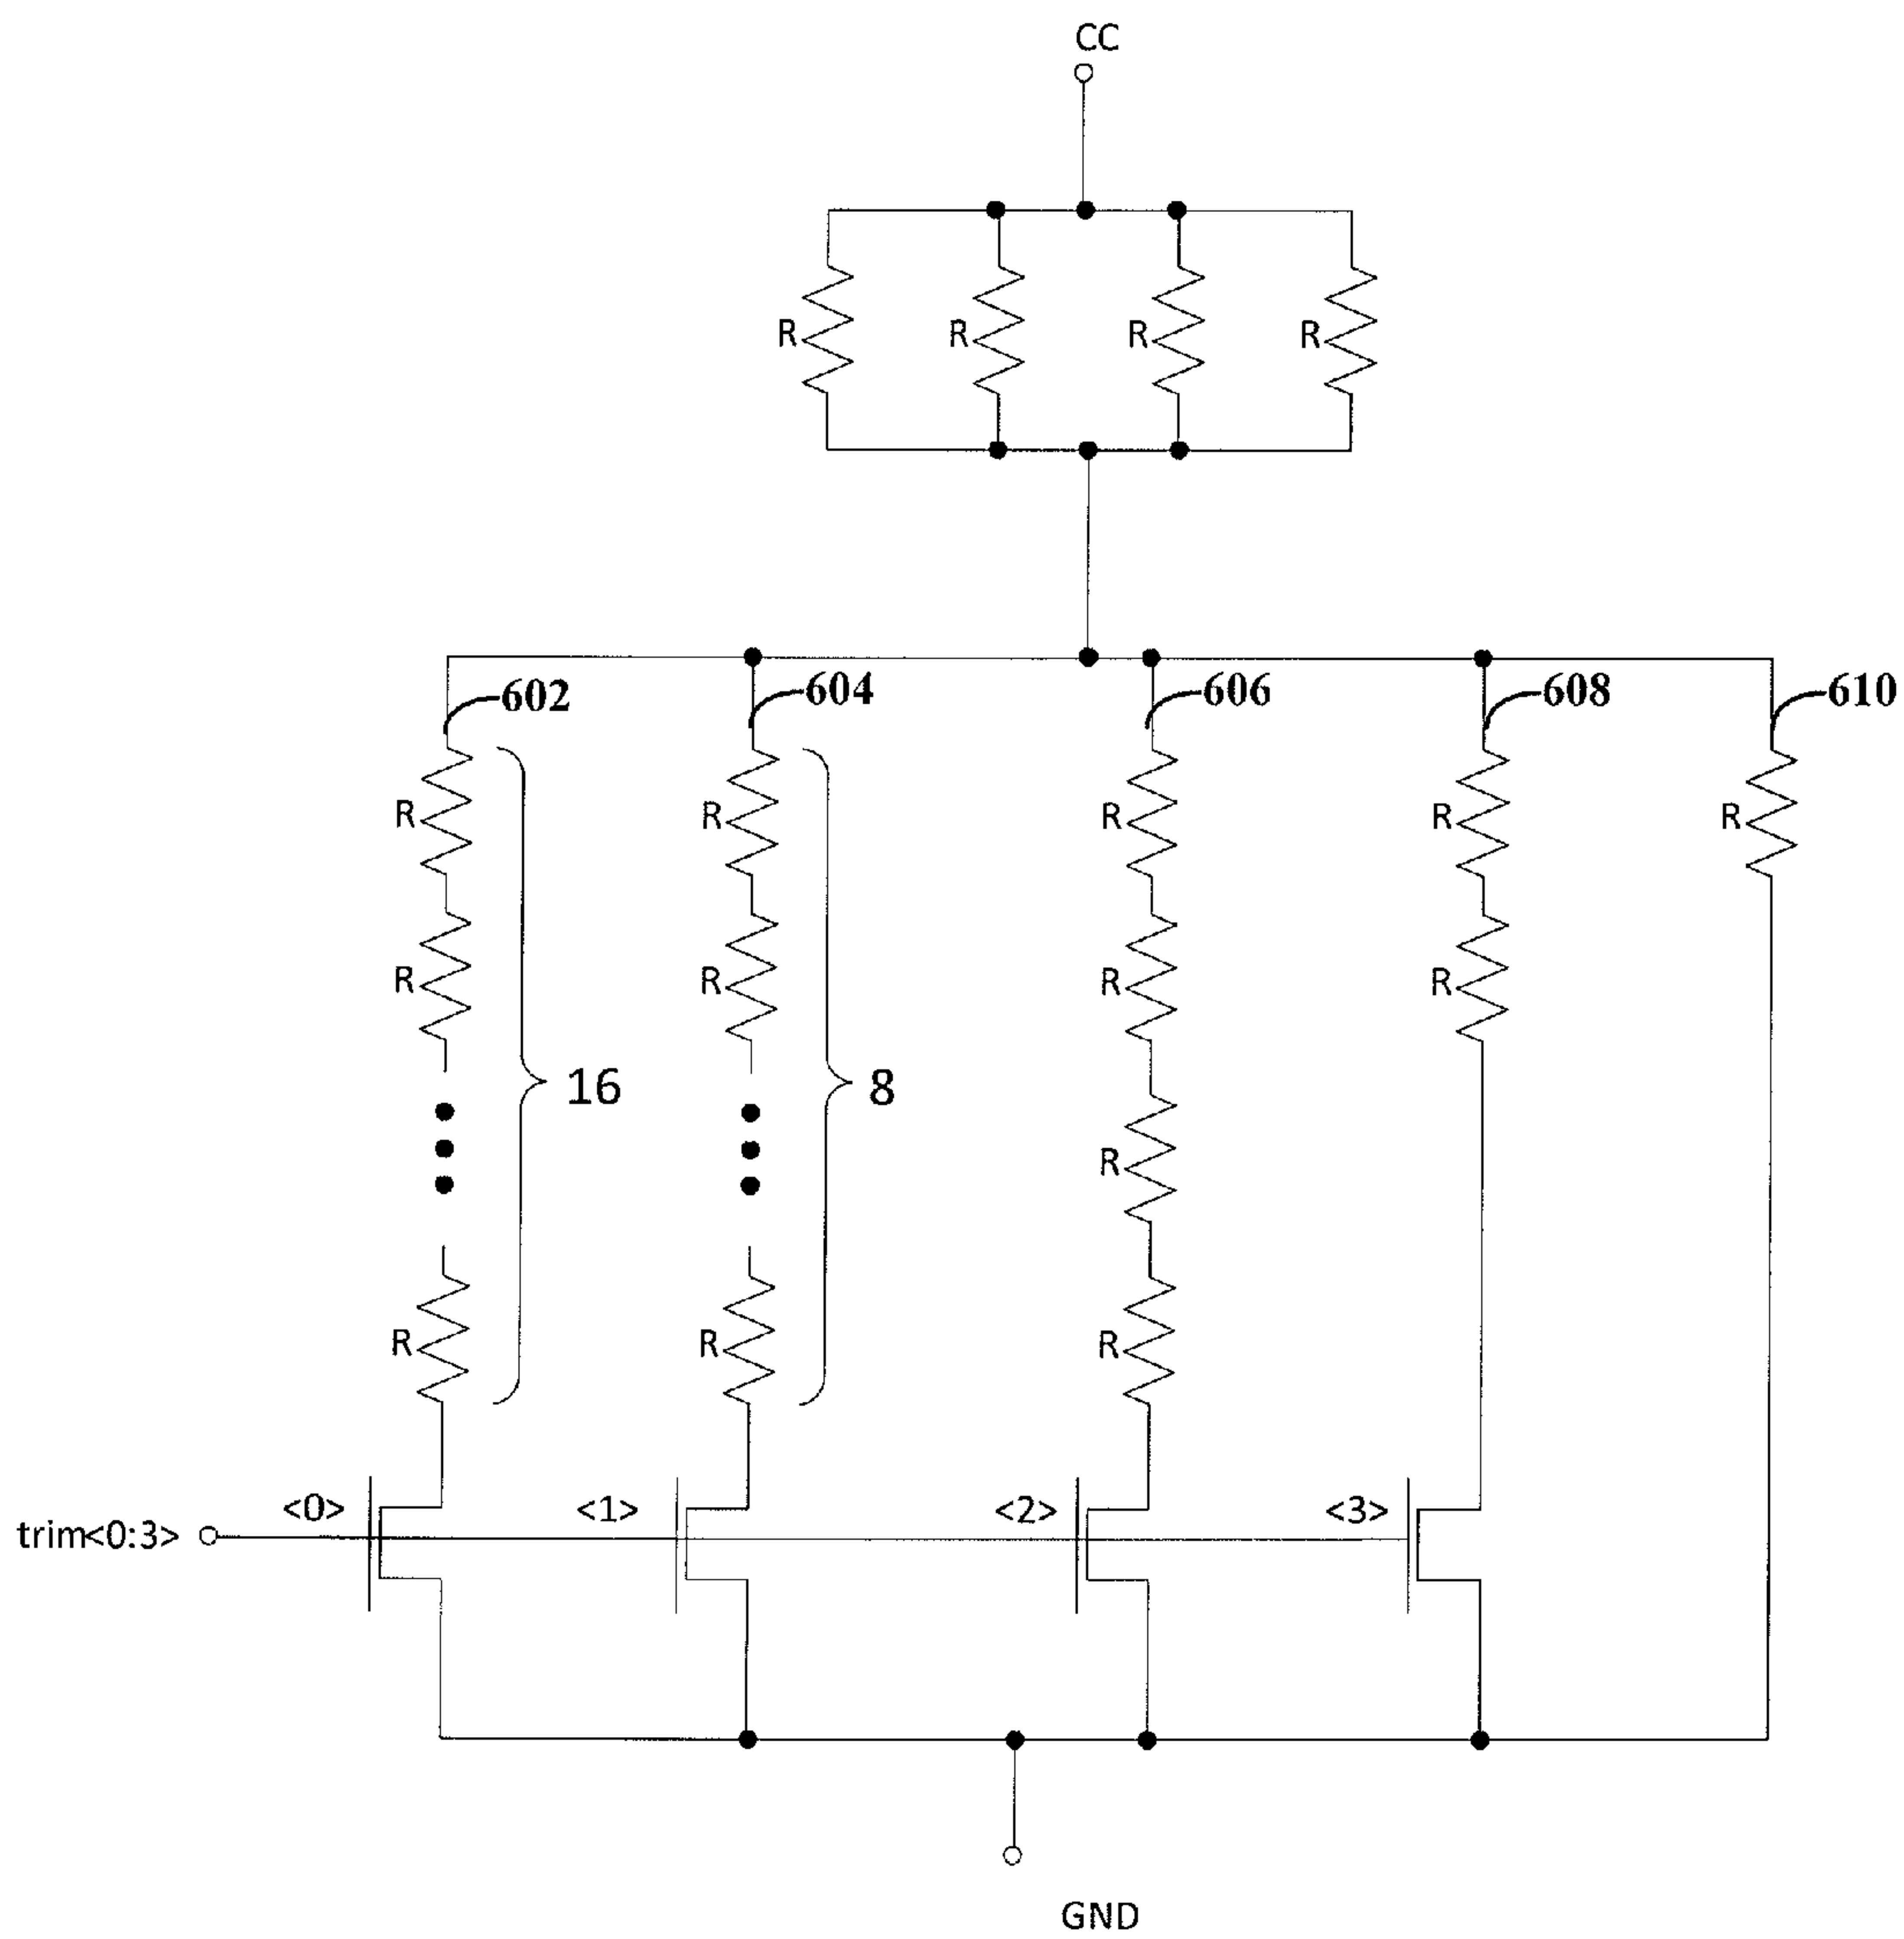 CC
R R R R
602 604 606 608 610
R R R R R
R R R R
16 8
R
R R R
<0> <1> <2> <3>
trim<0:3>
GND